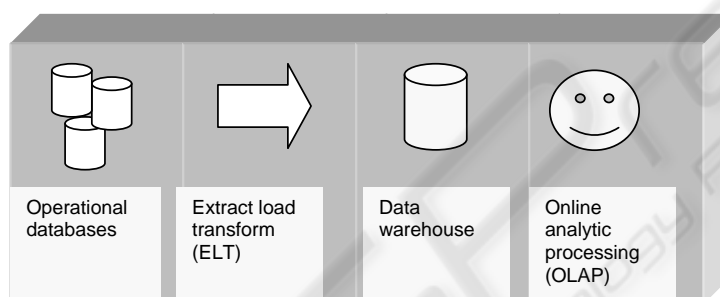 Operational
databases
Extract load
transform
(ELT)
Data
warehouse
Online
analytic
processing
(OLAP)